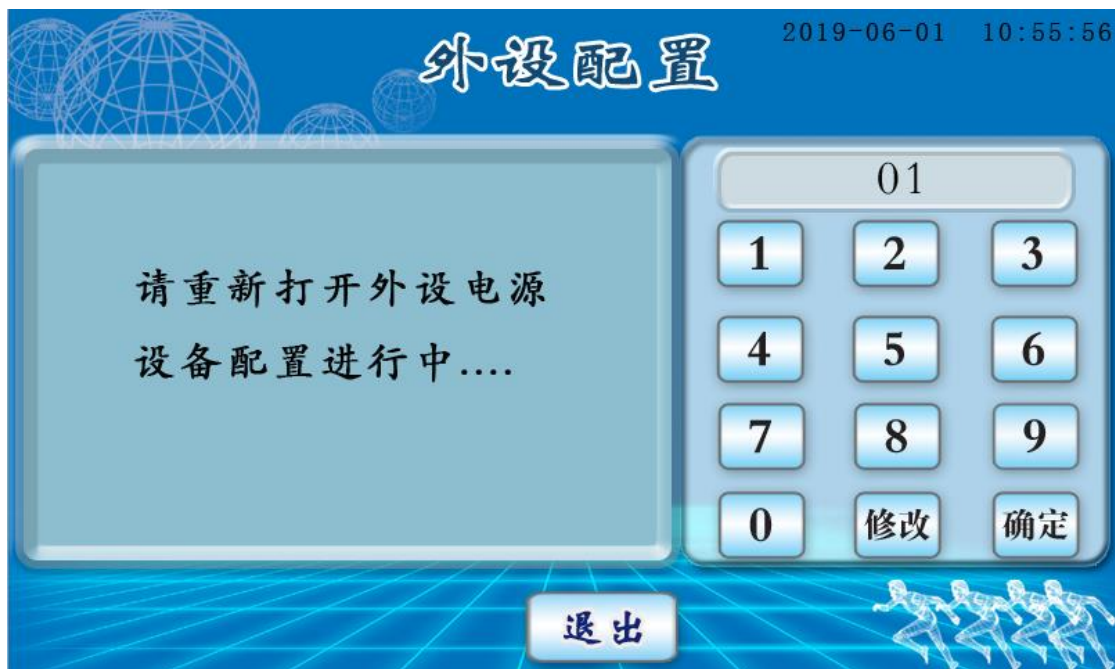 外设配置
2019-06-01 10:55:56
请重新打开外设电源
设备配置进行中....
01
1 2 3
4 5 6
7 8 9
0 修改 确定
退出